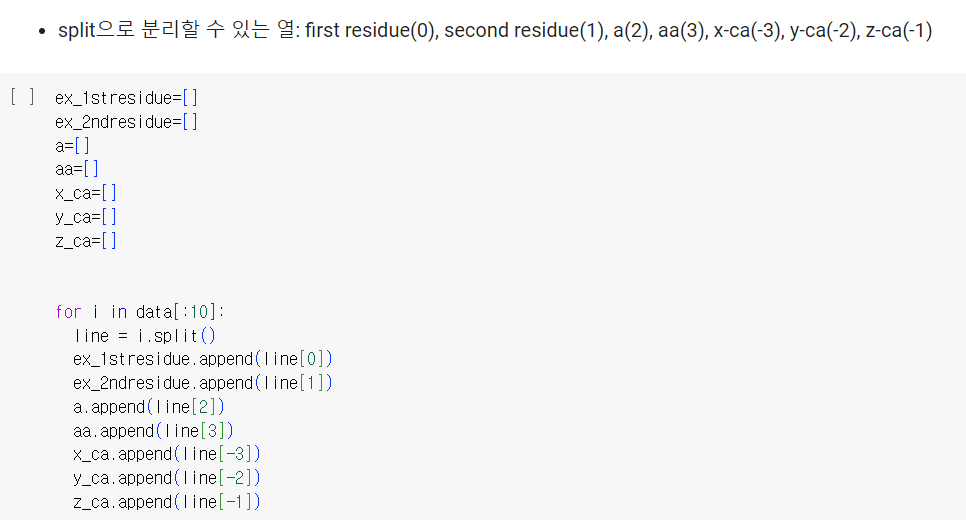 • split으로 분리할 수 있는 열: first residue(0), second residue(1), a(2), aa(3), x-ca(-3), y-ca(-2), z-ca(-1)
[ ] ex_1stresidue=[]
ex_2ndresidue=[]
a=[]
aa=[]
x_ca=[]
y_ca=[]
z_ca=[]
for i in data[:10]:
line = i.split()
ex_1stresidue.append(line[0])
ex_2ndresidue.append(line[1])
a.append(line[2])
aa.append(line[3])
x_ca.append(line[-3])
y_ca.append(line[-2])
z_ca.append(line[-1])